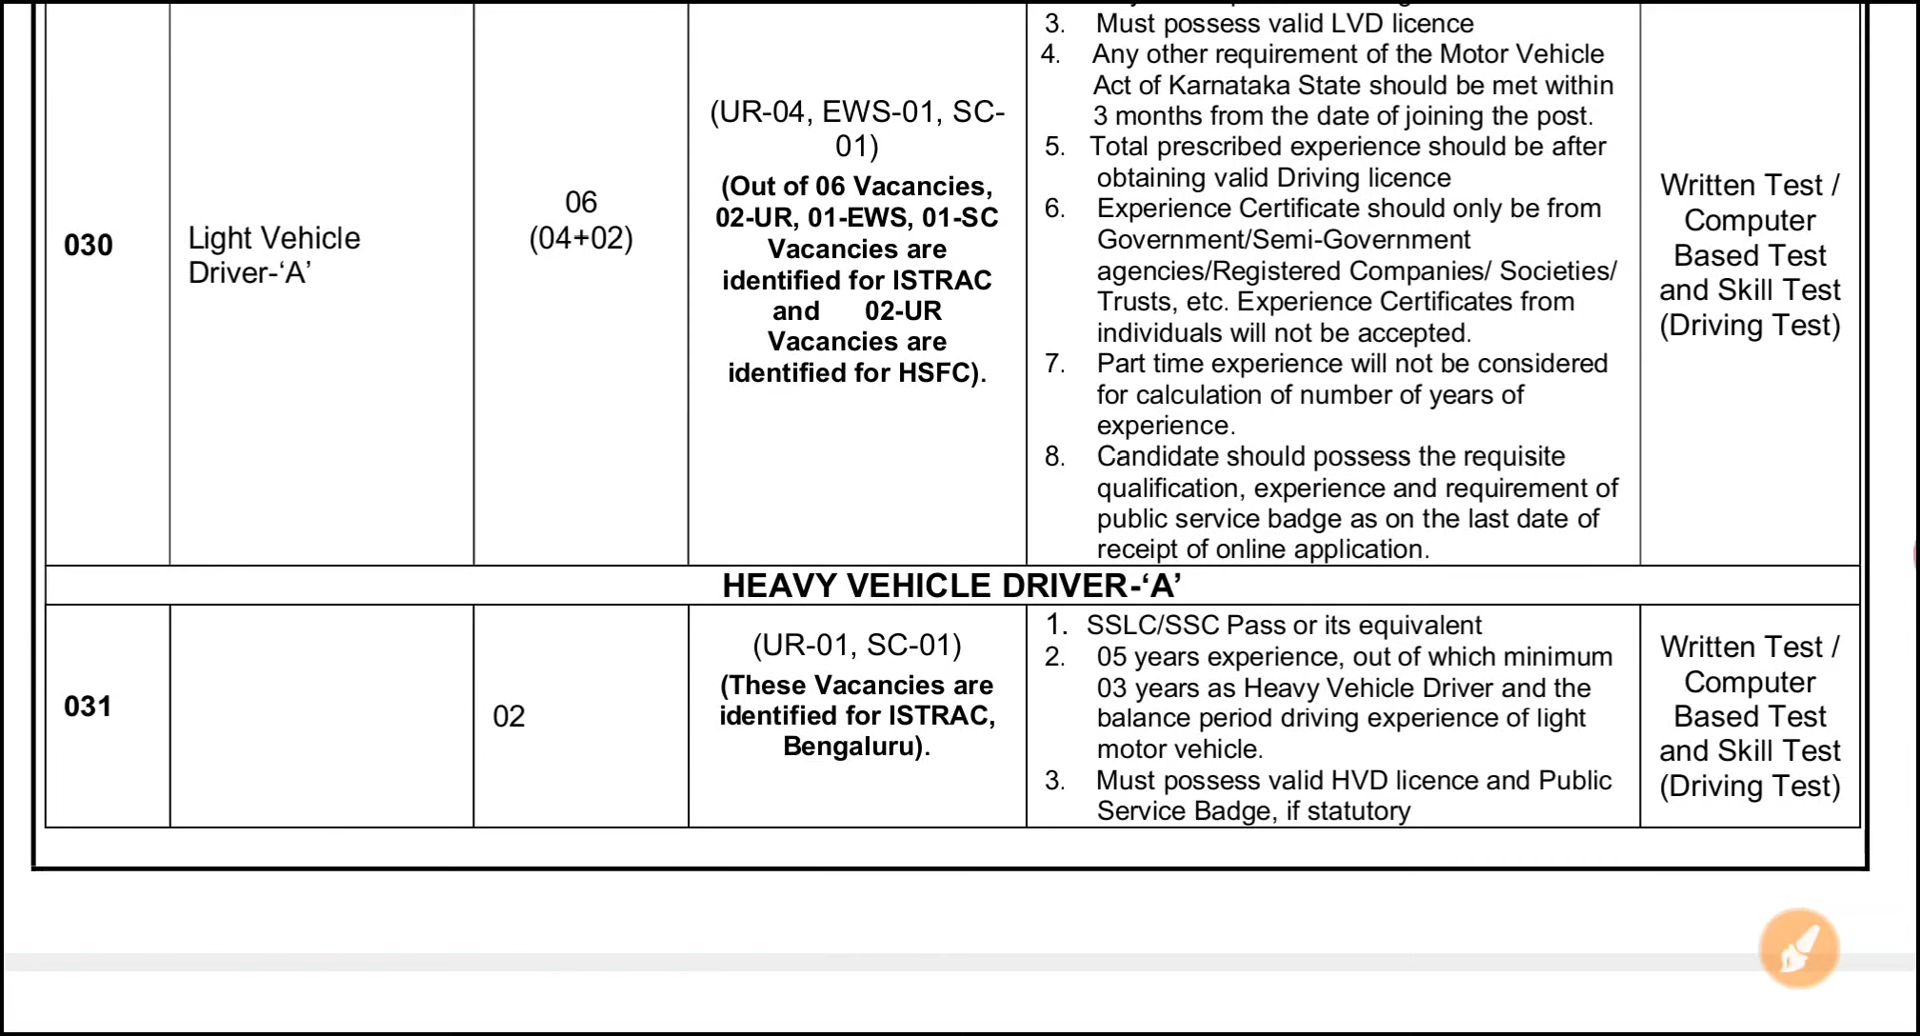 3. Must possess valid LVD licence
4. Any other requirement of the Motor Vehicle
Act of Karnataka State should be met within
3 months from the date of joining the post.
5. Total prescribed experience should be after
obtaining valid Driving licence
6. Experience Certificate should only be from
Government/Semi-Government
agencies/Registered Companies/ Societies/
Trusts, etc. Experience Certificates from
individuals will not be accepted.
7. Part time experience will not be considered
for calculation of number of years of
experience.
8. Candidate should possess the requisite
qualification, experience and requirement of
public service badge as on the last date of
receipt of online application.
030
Light Vehicle
Driver-‘A’
06
(04+02)
(UR-04, EWS-01, SC-
01)
(Out of 06 Vacancies,
02-UR, 01-EWS, 01-SC
Vacancies are
identified for ISTRAC
and 02-UR
Vacancies are
identified for HSFC).
Written Test /
Computer
Based Test
and Skill Test
(Driving Test)
HEAVY VEHICLE DRIVER-‘A’
031
02
(UR-01, SC-01)
(These Vacancies are
identified for ISTRAC,
Bengaluru).
1. SSLC/SSC Pass or its equivalent
2. 05 years experience, out of which minimum
03 years as Heavy Vehicle Driver and the
balance period driving experience of light
motor vehicle.
3. Must possess valid HVD licence and Public
Service Badge, if statutory
Written Test /
Computer
Based Test
and Skill Test
(Driving Test)